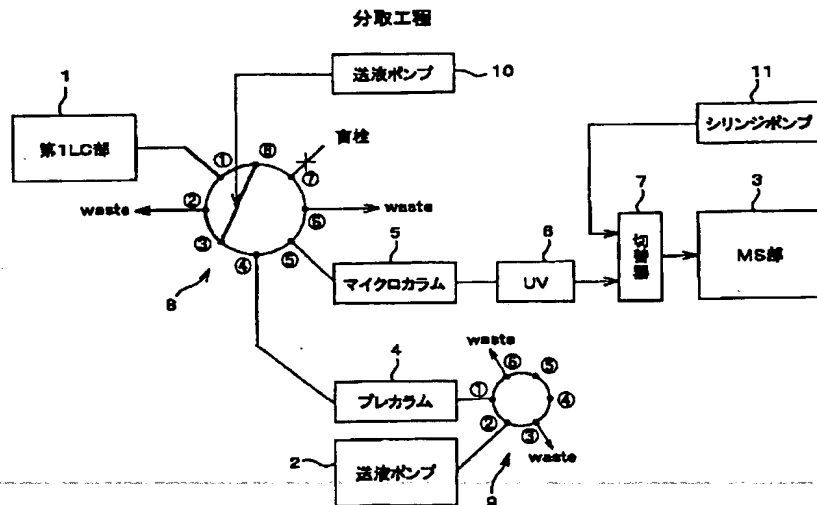 分取工程
送液ポンプ
10
11
シリンジポンプ
1
第1LC部
盲栓
①
⑧
⑦
waste
②
⑥
waste
③
④
⑤
8
7
3
切替器
MS部
5
マイクロカラム
6
UV
waste
⑥
⑤
4
プレカラム
①
④
②
③
waste
2
送液ポンプ
9